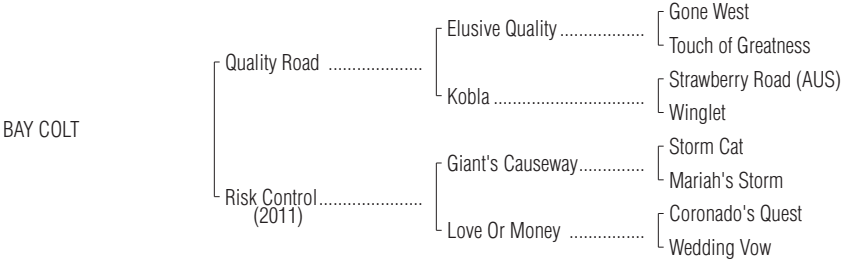 Gone West
Elusive Quality ..................
Touch of Greatness
Quality Road ....................
Strawberry Road (AUS)
Kobla ................................
Winglet
BAY COLT
Storm Cat
Giant's Causeway..............
Mariah's Storm
Risk Control......................
(2011)
Coronado's Quest
Love Or Money ................
Wedding Vow